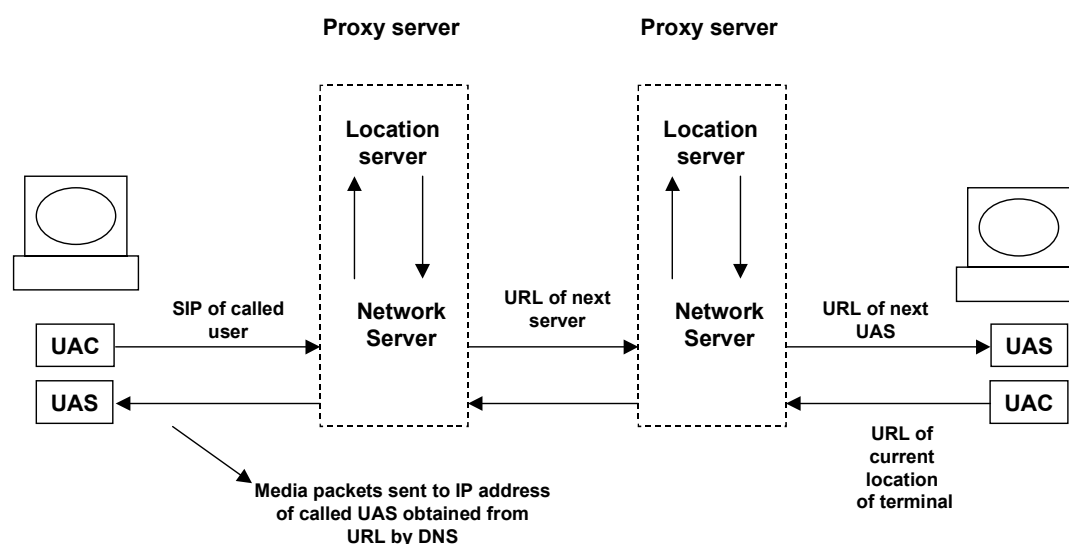 Proxy server
Proxy server
Location
server
Location
server
SIP of called
user
Network
Server
URL of next
server
Network
Server
URL of next
UAS
UAC
UAS
UAS
UAC
URL of
current
location
of terminal
Media packets sent to IP address
of called UAS obtained from
URL by DNS